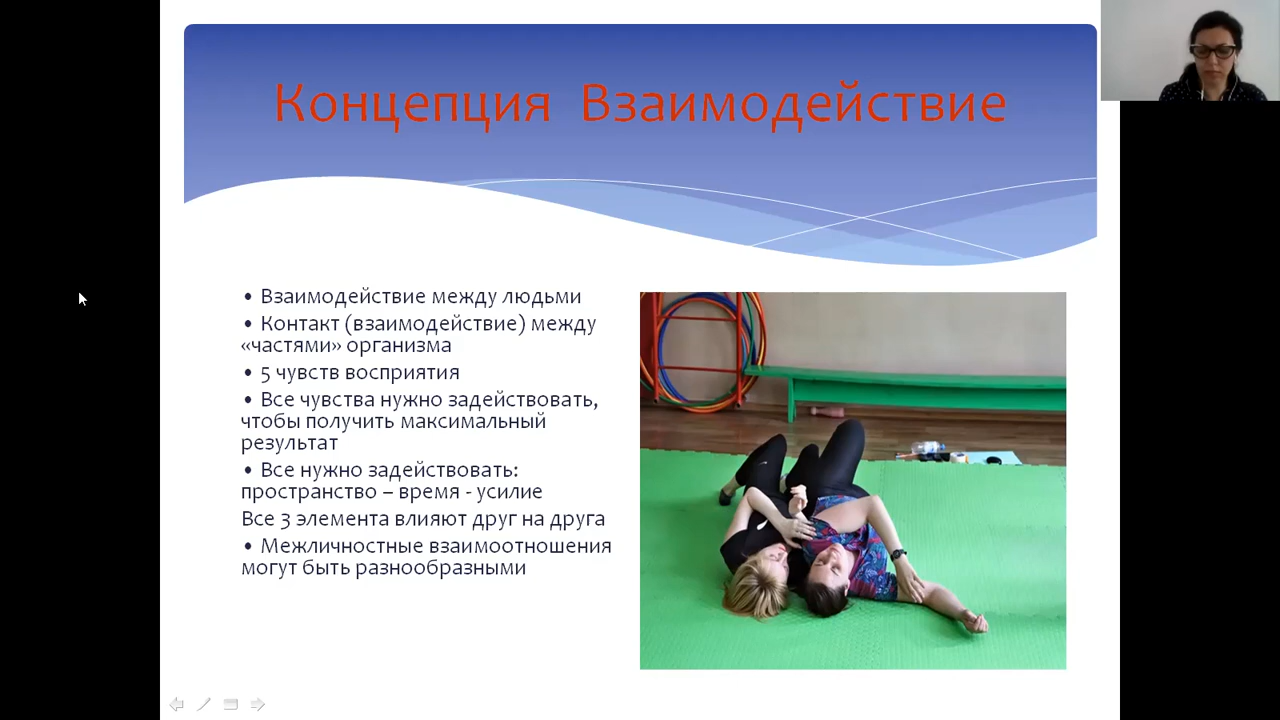 Концепция Взаимодействие
• Взаимодействие между людьми
• Контакт (взаимодействие) между
«частями» организма
• 5 чувств восприятия
• Все чувства нужно задействовать,
чтобы получить максимальный
результат
• Все нужно задействовать:
пространство – время - усилие
Все 3 элемента влияют друг на друга
• Межличностные взаимоотношения
могут быть разнообразными